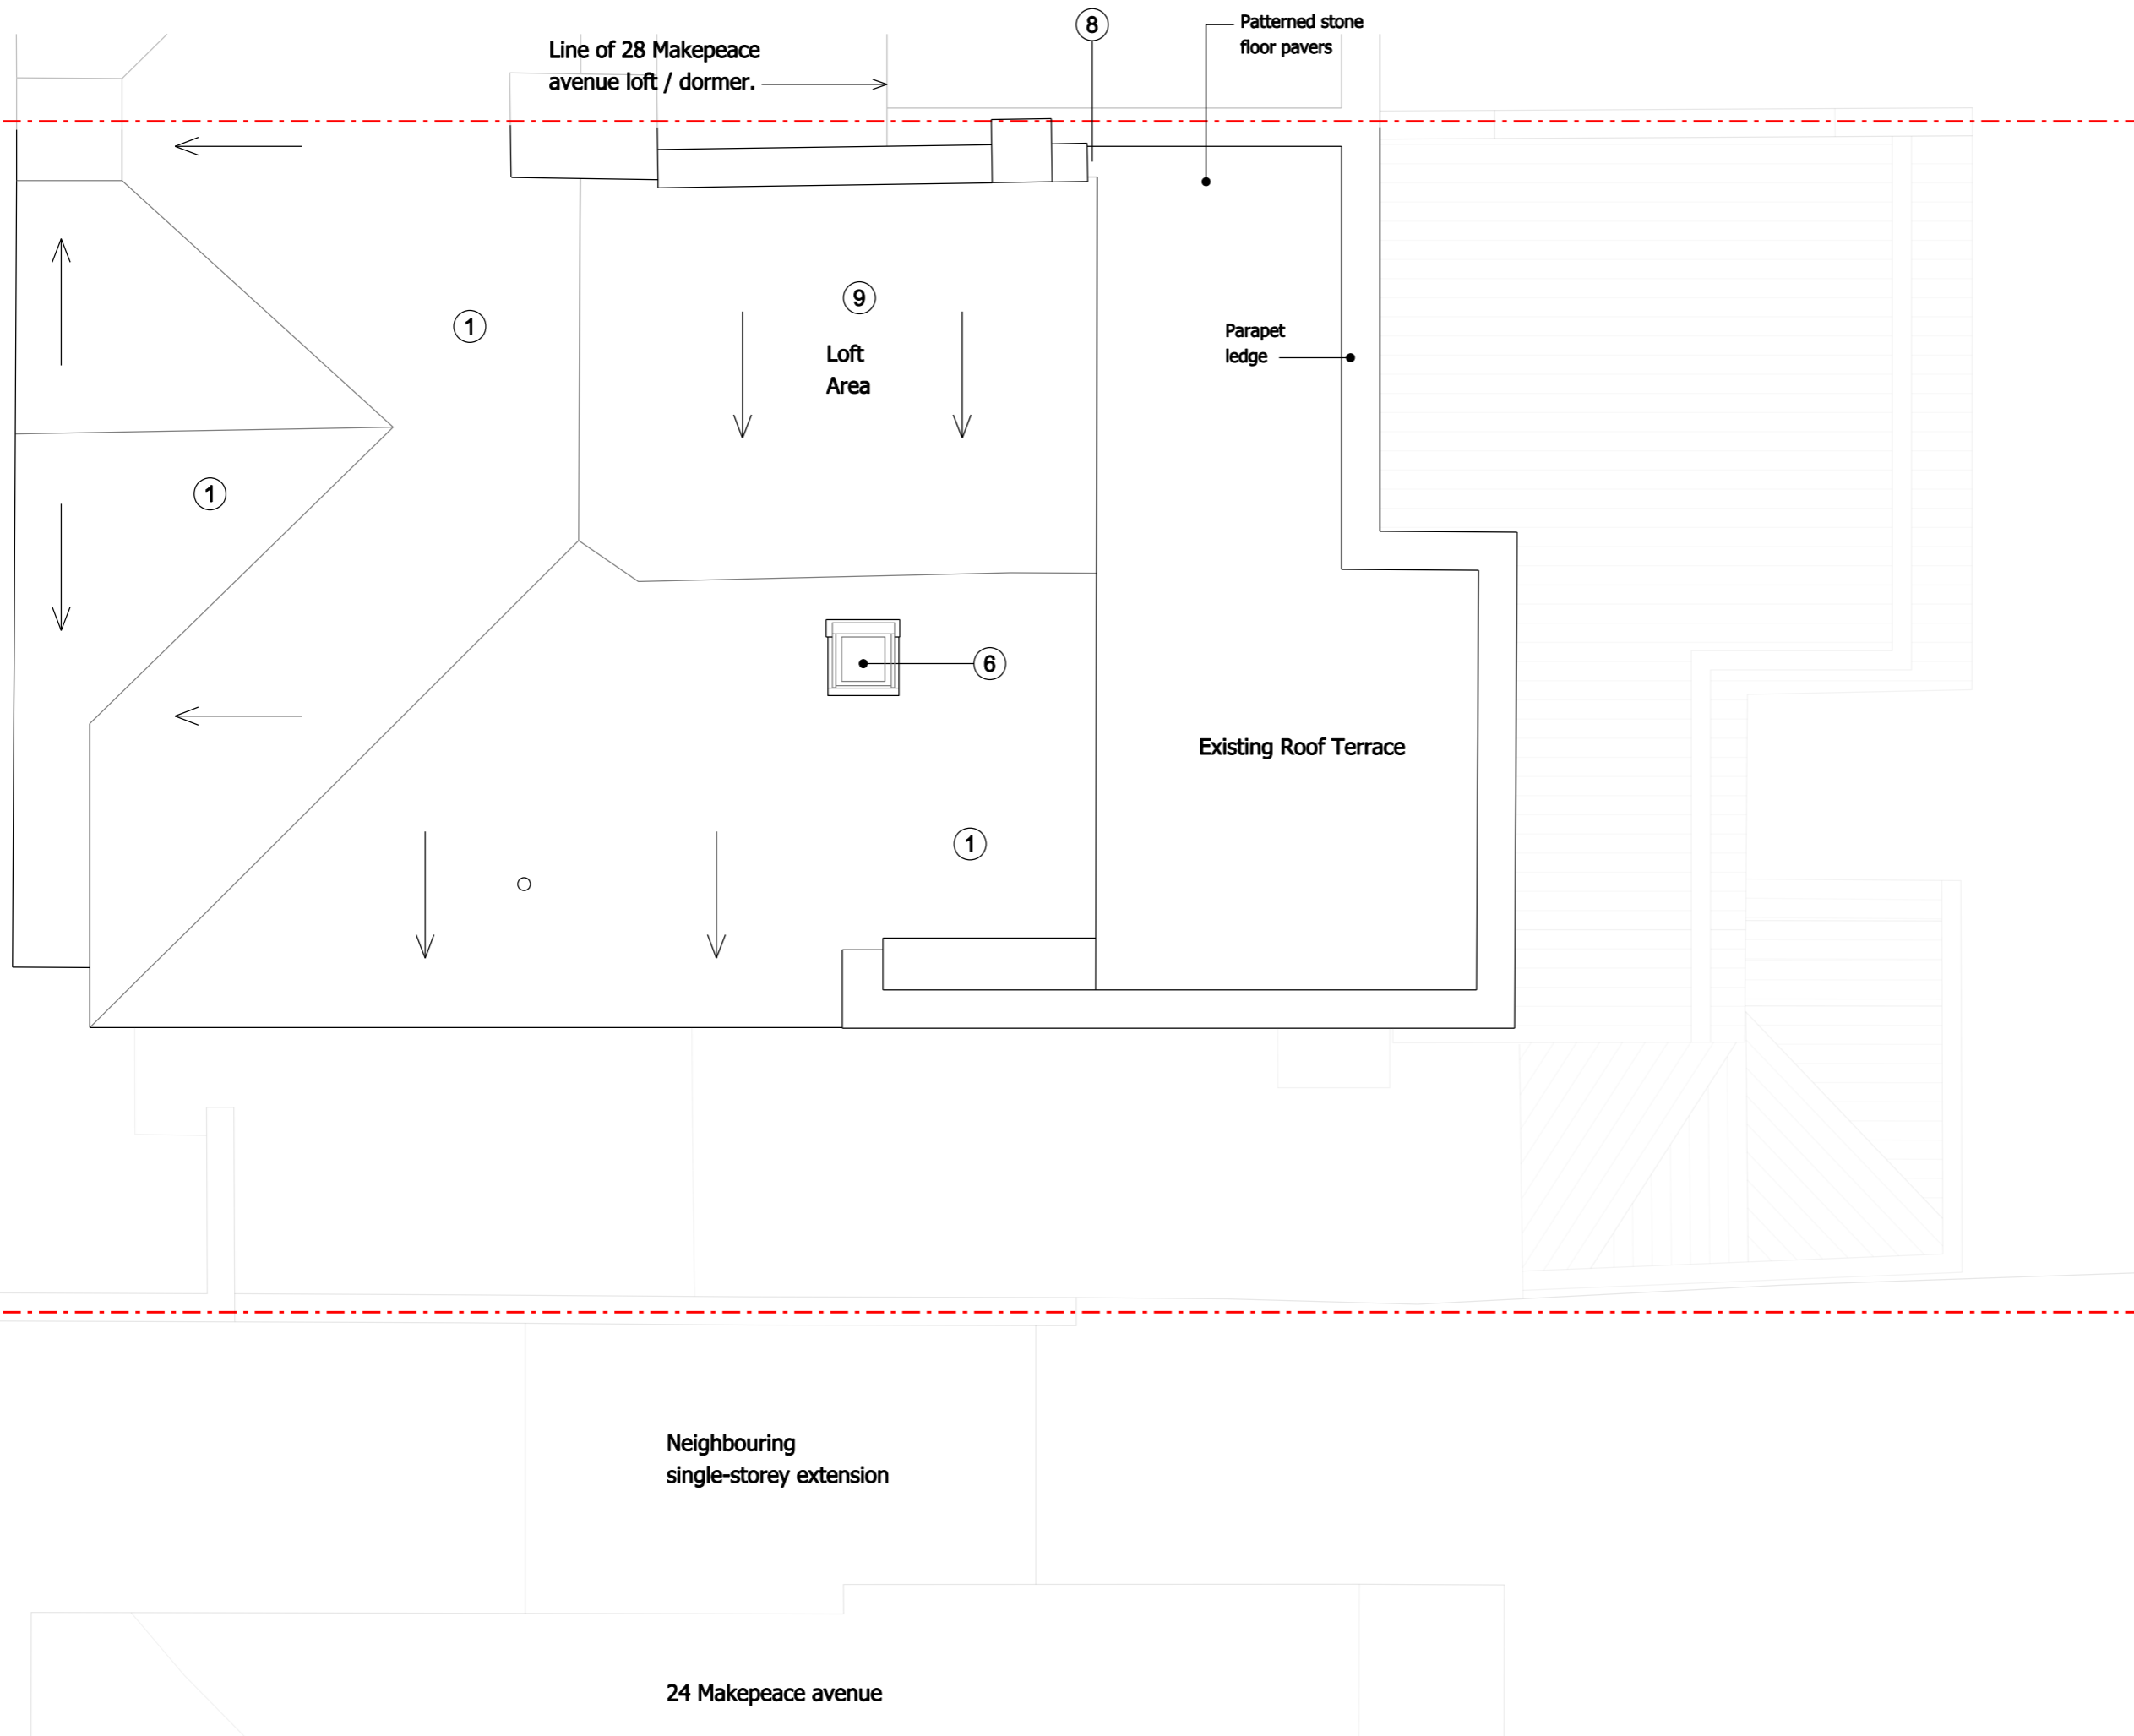 8
Patterned stone
floor pavers
Line of 28 Makepeace
avenue loft / dormer.
9
1
Parapet
ledge
Loft
Area
1
6
Existing Roof Terrace
1
Neighbouring
single-storey extension
24 Makepeace avenue